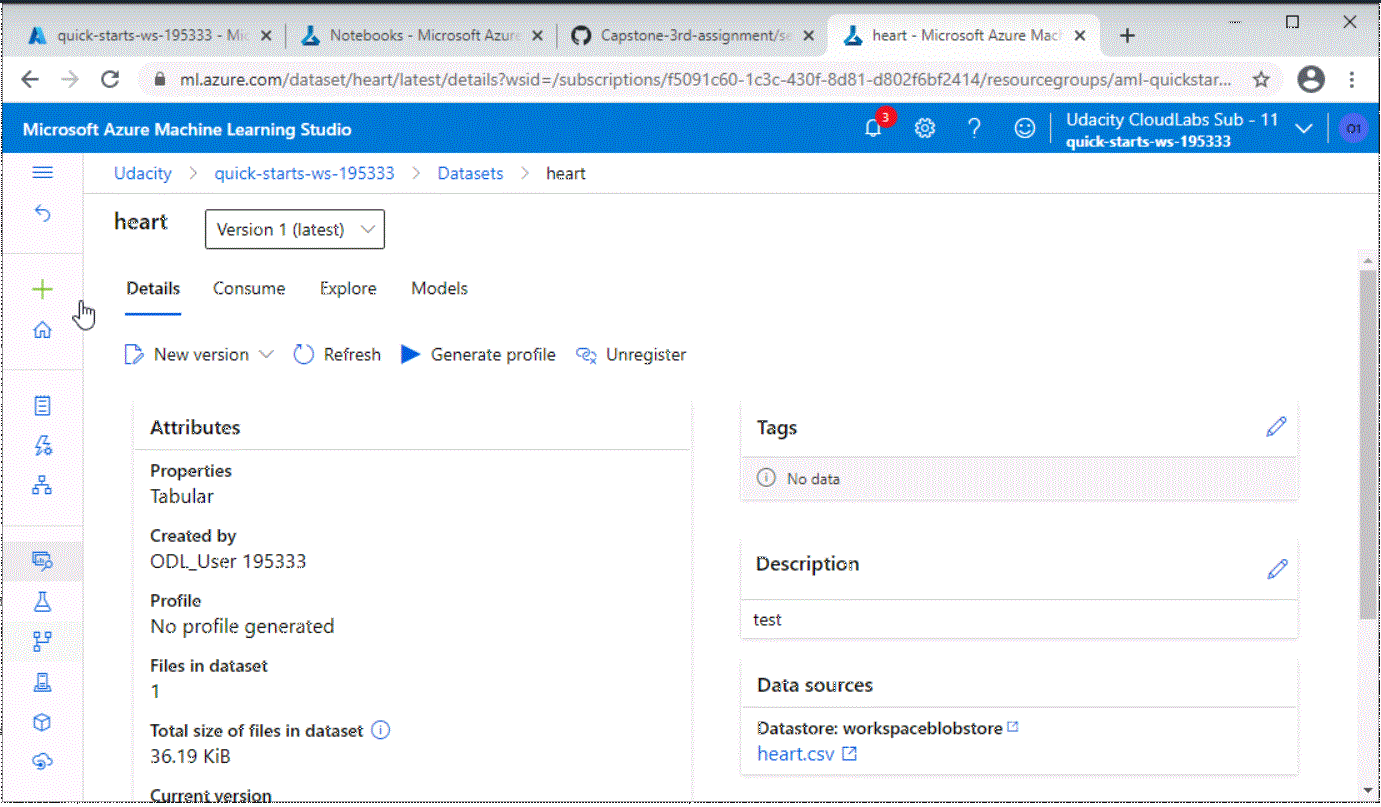 quick-starts-ws-195333 - Mic
Notebooks - Microsoft Azure
Capstone-3rd-assignment/se
heart - Microsoft Azure Mach
ml.azure.com/dataset/heart/latest/details?wsid=/subscriptions/f5091c60-1c3c-430f-8d81-d802f6bf2414/resourcegroups/aml-quickstar...
Microsoft Azure Machine Learning Studio
3
Udacity CloudLabs Sub - 11
quick-starts-ws-195333
O1
Udacity > quick-starts-ws-195333 > Datasets > heart
heart
Version 1 (latest)
Details Consume Explore Models
New version Refresh Generate profile Unregister
Attributes
Properties
Tabular
Created by
ODL_User 195333
Profile
No profile generated
Files in dataset
1
Total size of files in dataset
36.19 KiB
Current version
Tags
No data
Description
test
Data sources
Datastore: workspaceblobstore
heart.csv